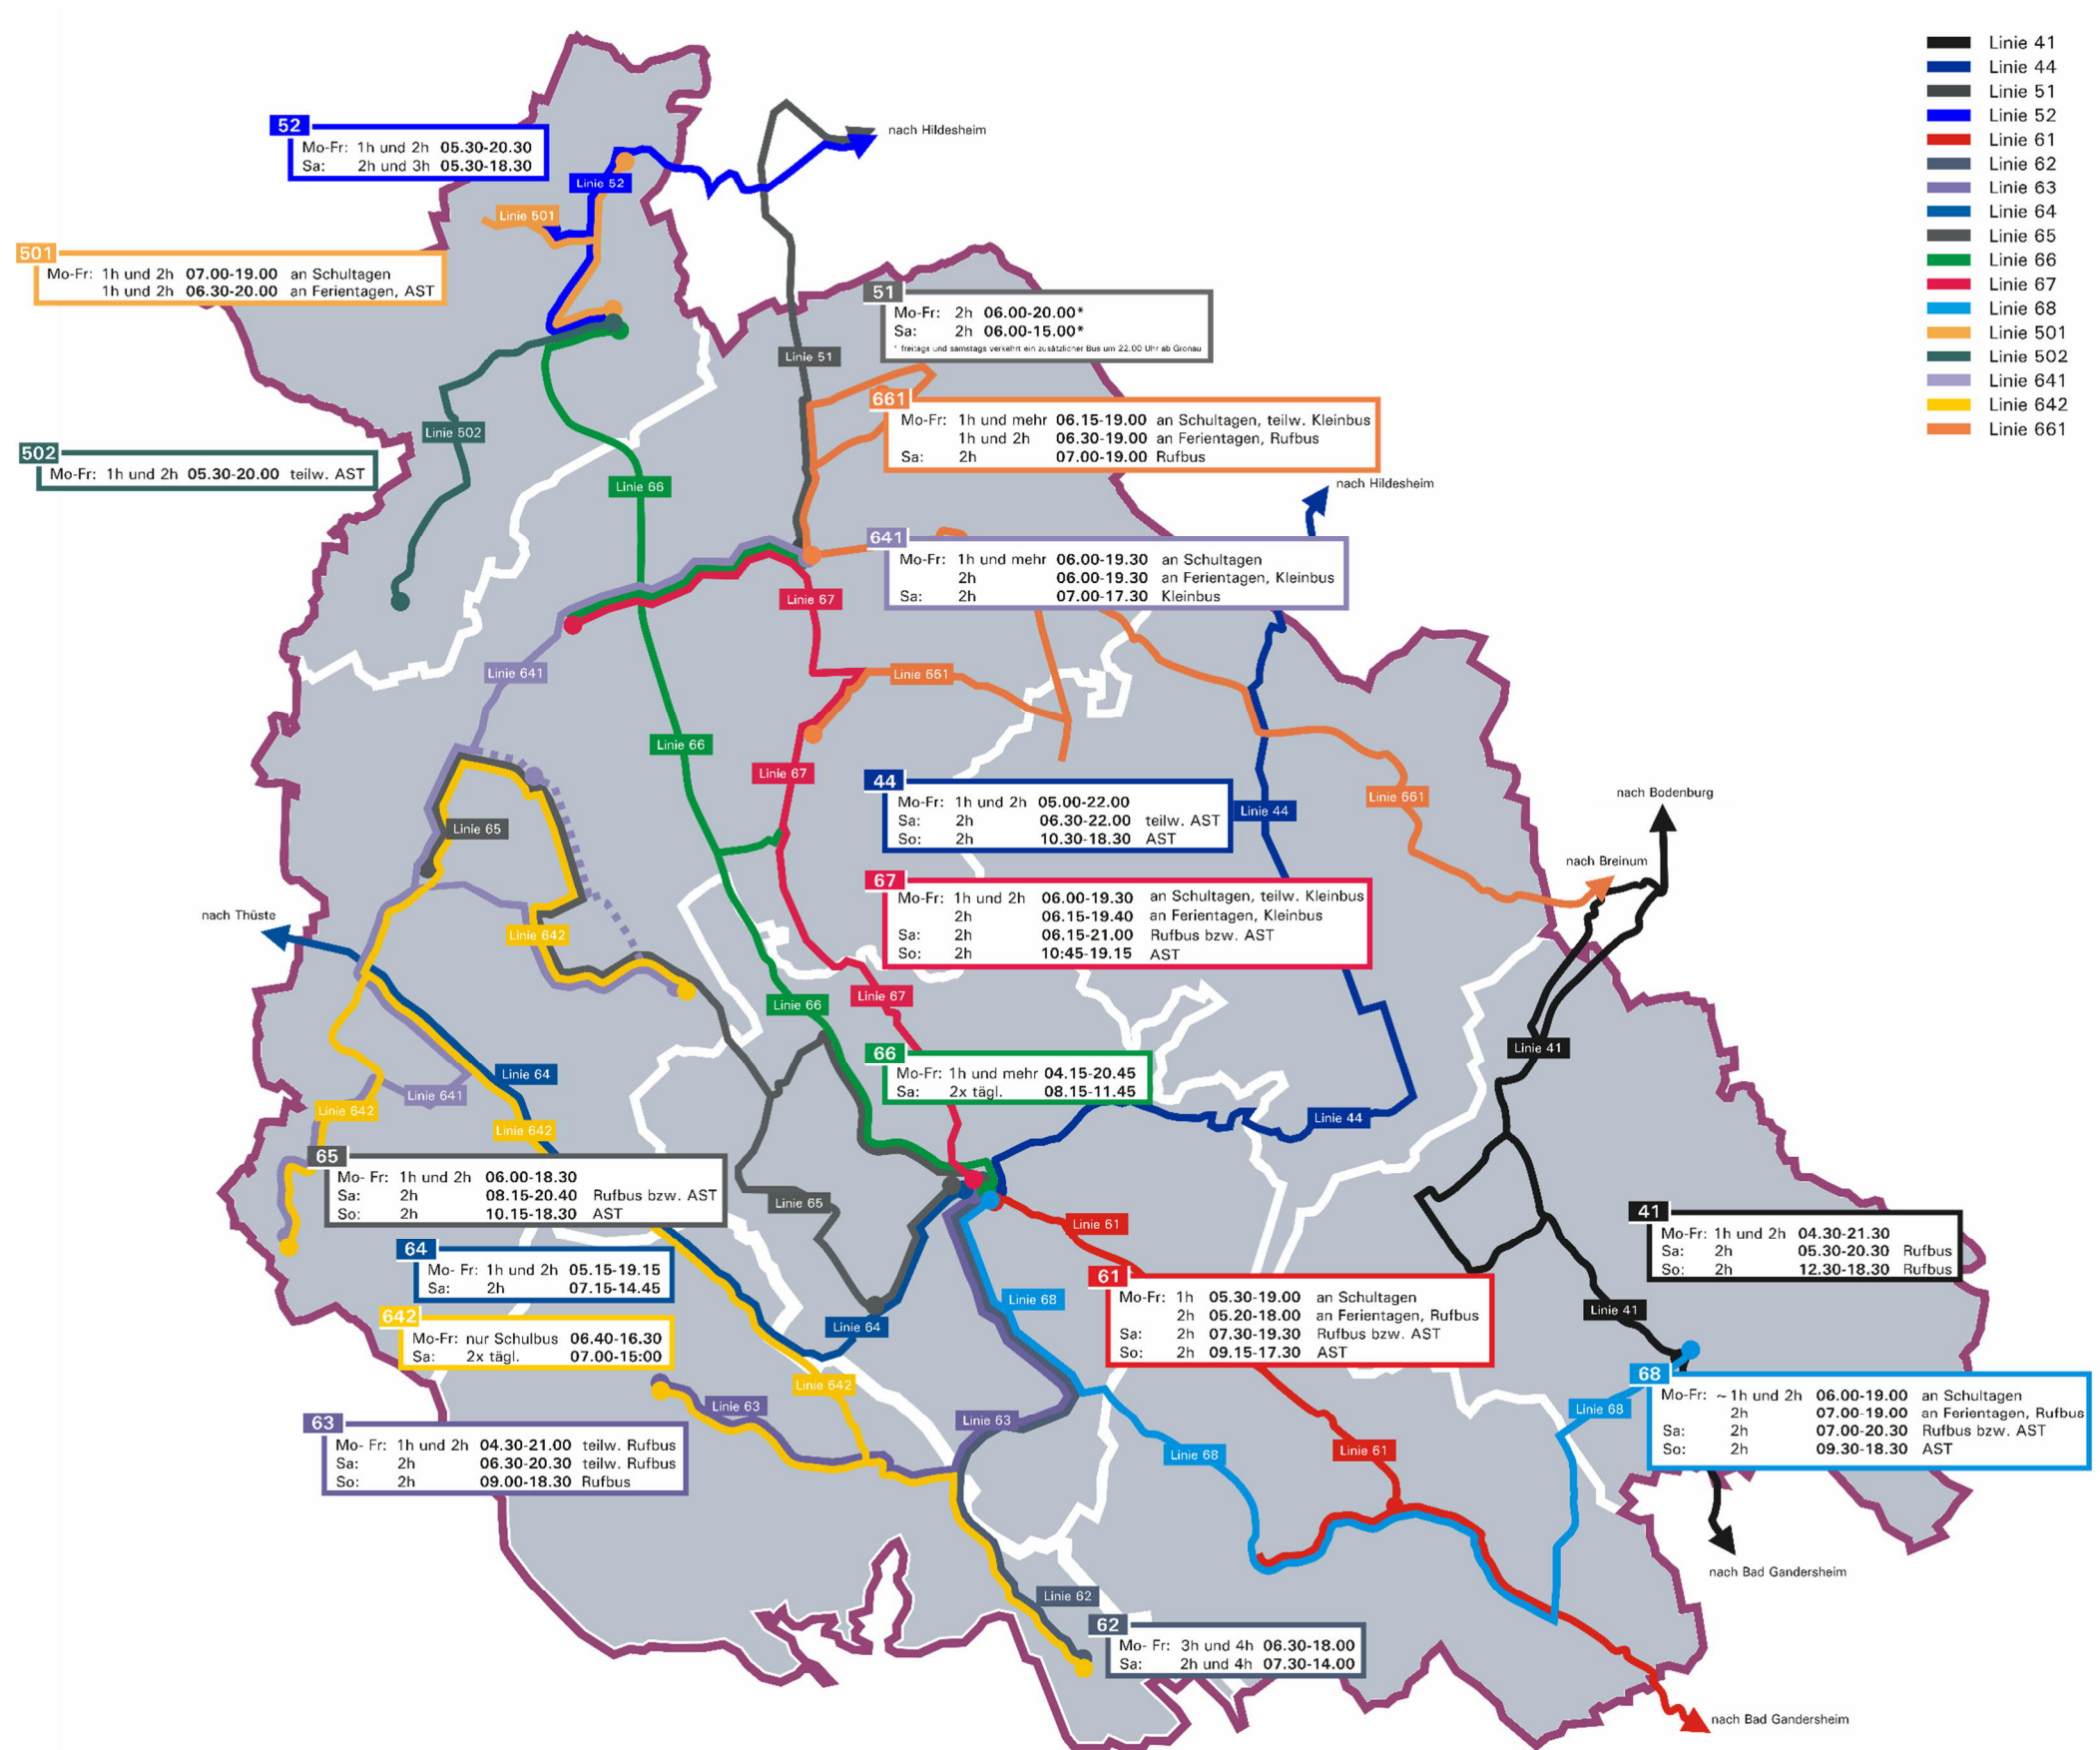 Linie 41
Linie 44
Linie 51
Linie 52
Linie 61
Linie 62
Linie 63
Linie 64
Linie 65
Linie 66
Linie 67
Linie 68
Linie 501
Linie 502
Linie 641
Linie 642
Linie 661
52
Mo-Fr: 1h und 2h 05.30-20.30
Sa: 2h und 3h 05.30-18.30
nach Hildesheim
Linie 52
Linie 501
501
Mo-Fr: 1h und 2h 07.00-19.00 an Schultagen
1h und 2h 06.30-20.00 an Ferientagen, AST
51
Mo-Fr: 2h 06.00-20.00*
Sa: 2h 06.00-15.00*
* freitags und samstags verkehrt ein zusätzlicher Bus um 22.00 Uhr ab Gronau
Linie 51
661
Mo-Fr: 1h und mehr 06.15-19.00 an Schultagen, teilw. Kleinbus
1h und 2h 06.30-19.00 an Ferientagen, Rufbus
Sa: 2h 07.00-19.00 Rufbus
Linie 502
502
Mo-Fr: 1h und 2h 05.30-20.00 teilw. AST
Linie 66
nach Hildesheim
641
Mo-Fr: 1h und mehr 06.00-19.30 an Schultagen
2h 06.00-19.30 an Ferientagen, Kleinbus
Sa: 2h 07.00-17.30 Kleinbus
Linie 67
Linie 641
Linie 661
Linie 66
Linie 67
44
Mo-Fr: 1h und 2h 05.00-22.00
Sa: 2h 06.30-22.00 teilw. AST
So: 2h 10.30-18.30 AST
Linie 44
Linie 661
nach Bodenburg
Linie 65
nach Breinum
67
Mo-Fr: 1h und 2h 06.00-19.30 an Schultagen, teilw. Kleinbus
2h 06.15-19.40 an Ferientagen, Kleinbus
Sa: 2h 06.15-21.00 Rufbus bzw. AST
So: 2h 10:45-19.15 AST
nach Thüste
Linie 642
Linie 67
Linie 66
Linie 41
66
Mo-Fr: 1h und mehr 04.15-20.45
Sa: 2x tägl. 08.15-11.45
Linie 64
Linie 641
Linie 642
Linie 642
Linie 44
65
Mo- Fr: 1h und 2h 06.00-18.30
Sa: 2h 08.15-20.40 Rufbus bzw. AST
So: 2h 10.15-18.30 AST
Linie 65
Linie 61
41
Mo-Fr: 1h und 2h 04.30-21.30
Sa: 2h 05.30-20.30 Rufbus
So: 2h 12.30-18.30 Rufbus
64
Mo- Fr: 1h und 2h 05.15-19.15
Sa: 2h 07.15-14.45
61
Mo-Fr: 1h 05.30-19.00 an Schultagen
2h 05.20-18.00 an Ferientagen, Rufbus
Sa: 2h 07.30-19.30 Rufbus bzw. AST
So: 2h 09.15-17.30 AST
Linie 68
Linie 41
Linie 64
642
Mo-Fr: nur Schulbus 06.40-16.30
Sa: 2x tägl. 07.00-15:00
68
Mo-Fr: ~ 1h und 2h 06.00-19.00 an Schultagen
2h 07.00-19.00 an Ferientagen, Rufbus
Sa: 2h 07.00-20.30 Rufbus bzw. AST
So: 2h 09.30-18.30 AST
Linie 642
Linie 63
Linie 68
Linie 63
63
Mo- Fr: 1h und 2h 04.30-21.00 teilw. Rufbus
Sa: 2h 06.30-20.30 teilw. Rufbus
So: 2h 09.00-18.30 Rufbus
Linie 68
Linie 61
nach Bad Gandersheim
Linie 62
62
Mo- Fr: 3h und 4h 06.30-18.00
Sa: 2h und 4h 07.30-14.00
nach Bad Gandersheim